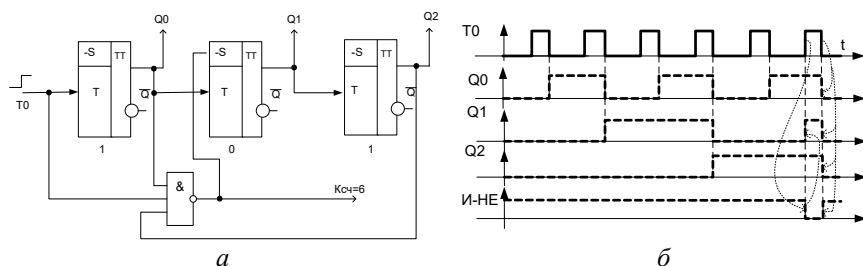 Q0 Q1 Q2
-S TT -S TT -S TT
T0 T Q̅ T Q̅ T Q̅
1 0 1
&
Kсч=6
а
T0 t
Q0
Q1
Q2
И-НЕ
б